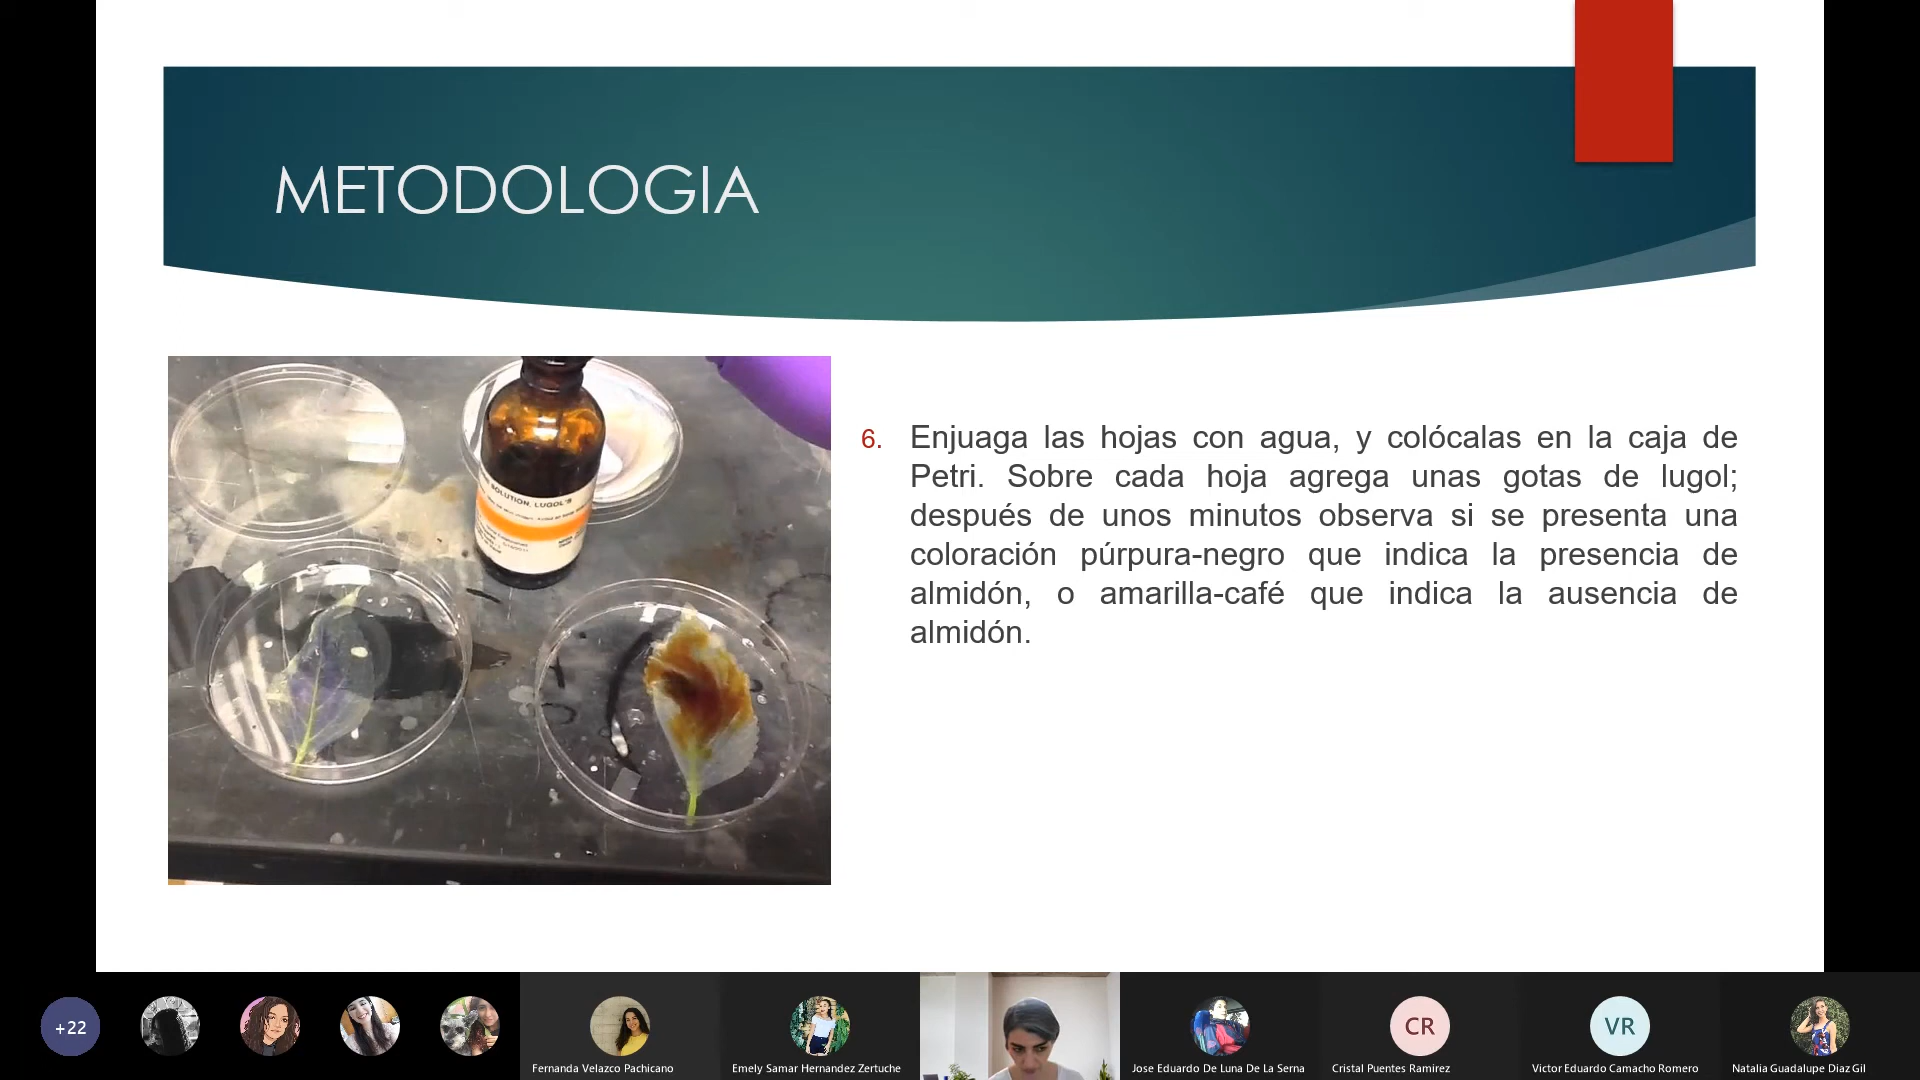 METODOLOGIA
SOLUTION, LUGOL'S
6. Enjuaga las hojas con agua, y colócalas en la caja de
Petri. Sobre cada hoja agrega unas gotas de lugol;
después de unos minutos observa si se presenta una
coloración púrpura-negro que indica la presencia de
almidón, o amarilla-café que indica la ausencia de
almidón.
+22
Fernanda Velazco Pachicano
Emely Samar Hernandez Zertuche
Jose Eduardo De Luna De La Serna
CR
Cristal Puentes Ramirez
VR
Victor Eduardo Camacho Romero
Natalia Guadalupe Diaz Gil